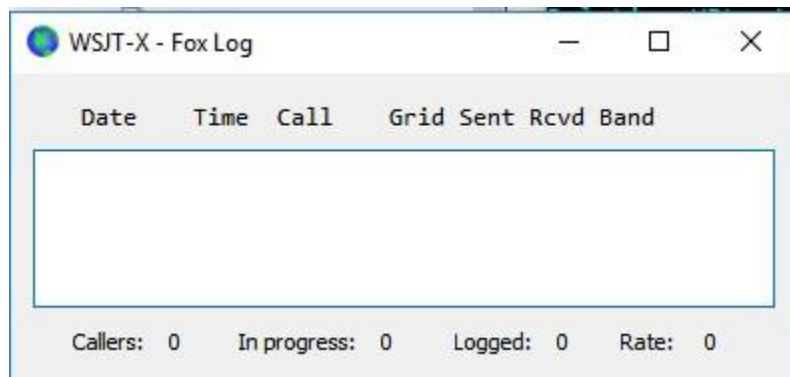 WSJT-X - Fox Log
Date Time Call Grid Sent Rcvd Band
Callers: 0 In progress: 0 Logged: 0 Rate: 0